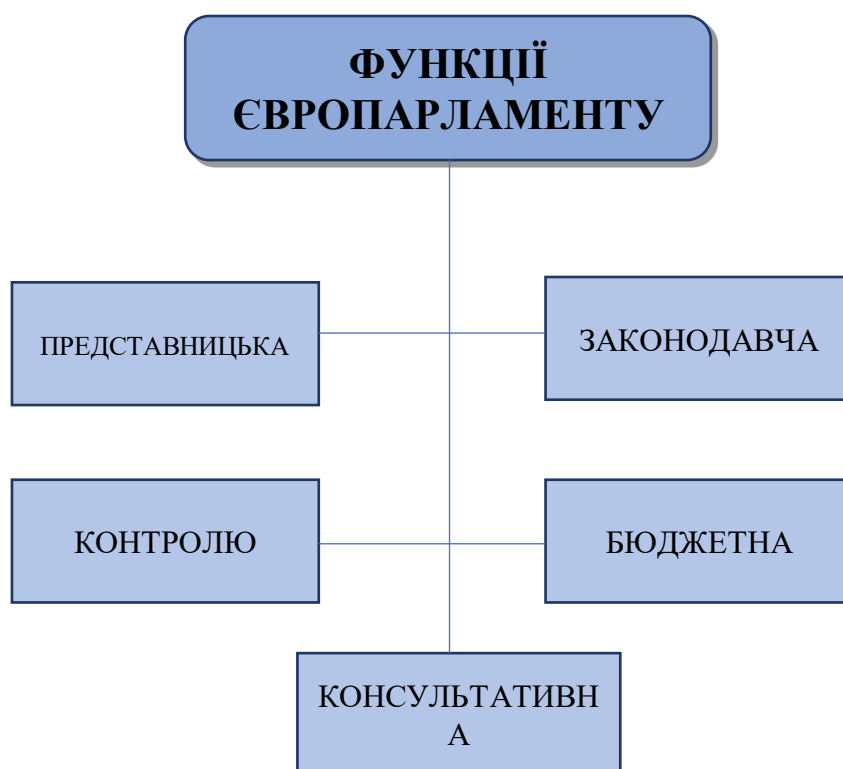 ФУНКЦІЇ
ЄВРОПАРЛАМЕНТУ
ПРЕДСТАВНИЦЬКА
ЗАКОНОДАВЧА
КОНТРОЛЮ
БЮДЖЕТНА
КОНСУЛЬТАТИВН
А